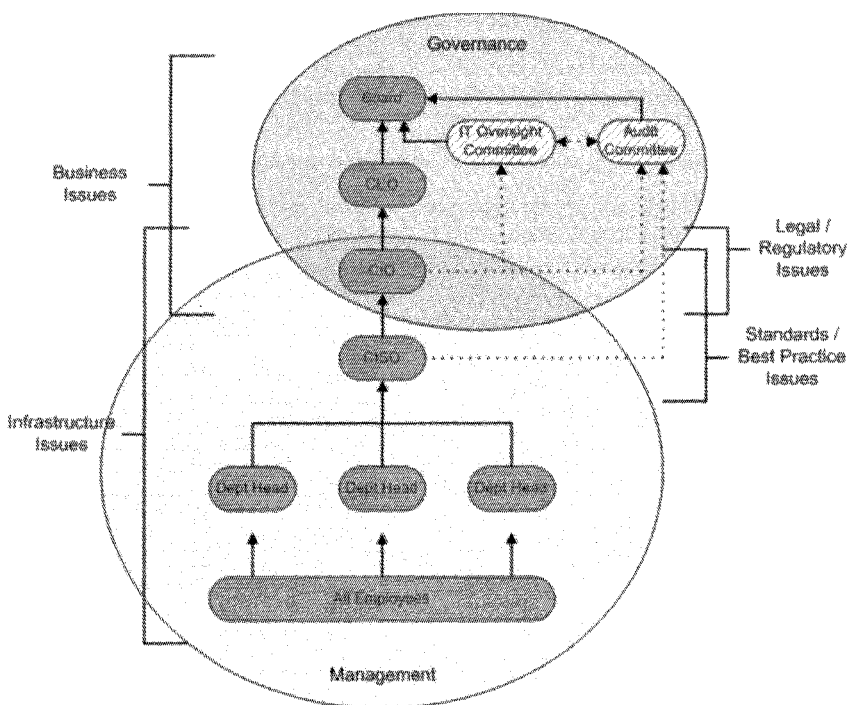 Governance
Board
IT Oversight
Committee
Audit
Committee
Business
Issues
CEO
Legal /
Regulatory
Issues
CIO
Standards /
Best Practice
Issues
CISO
Infrastructure
Issues
Dept Head
Dept Head
Dept Head
All Employees
Management